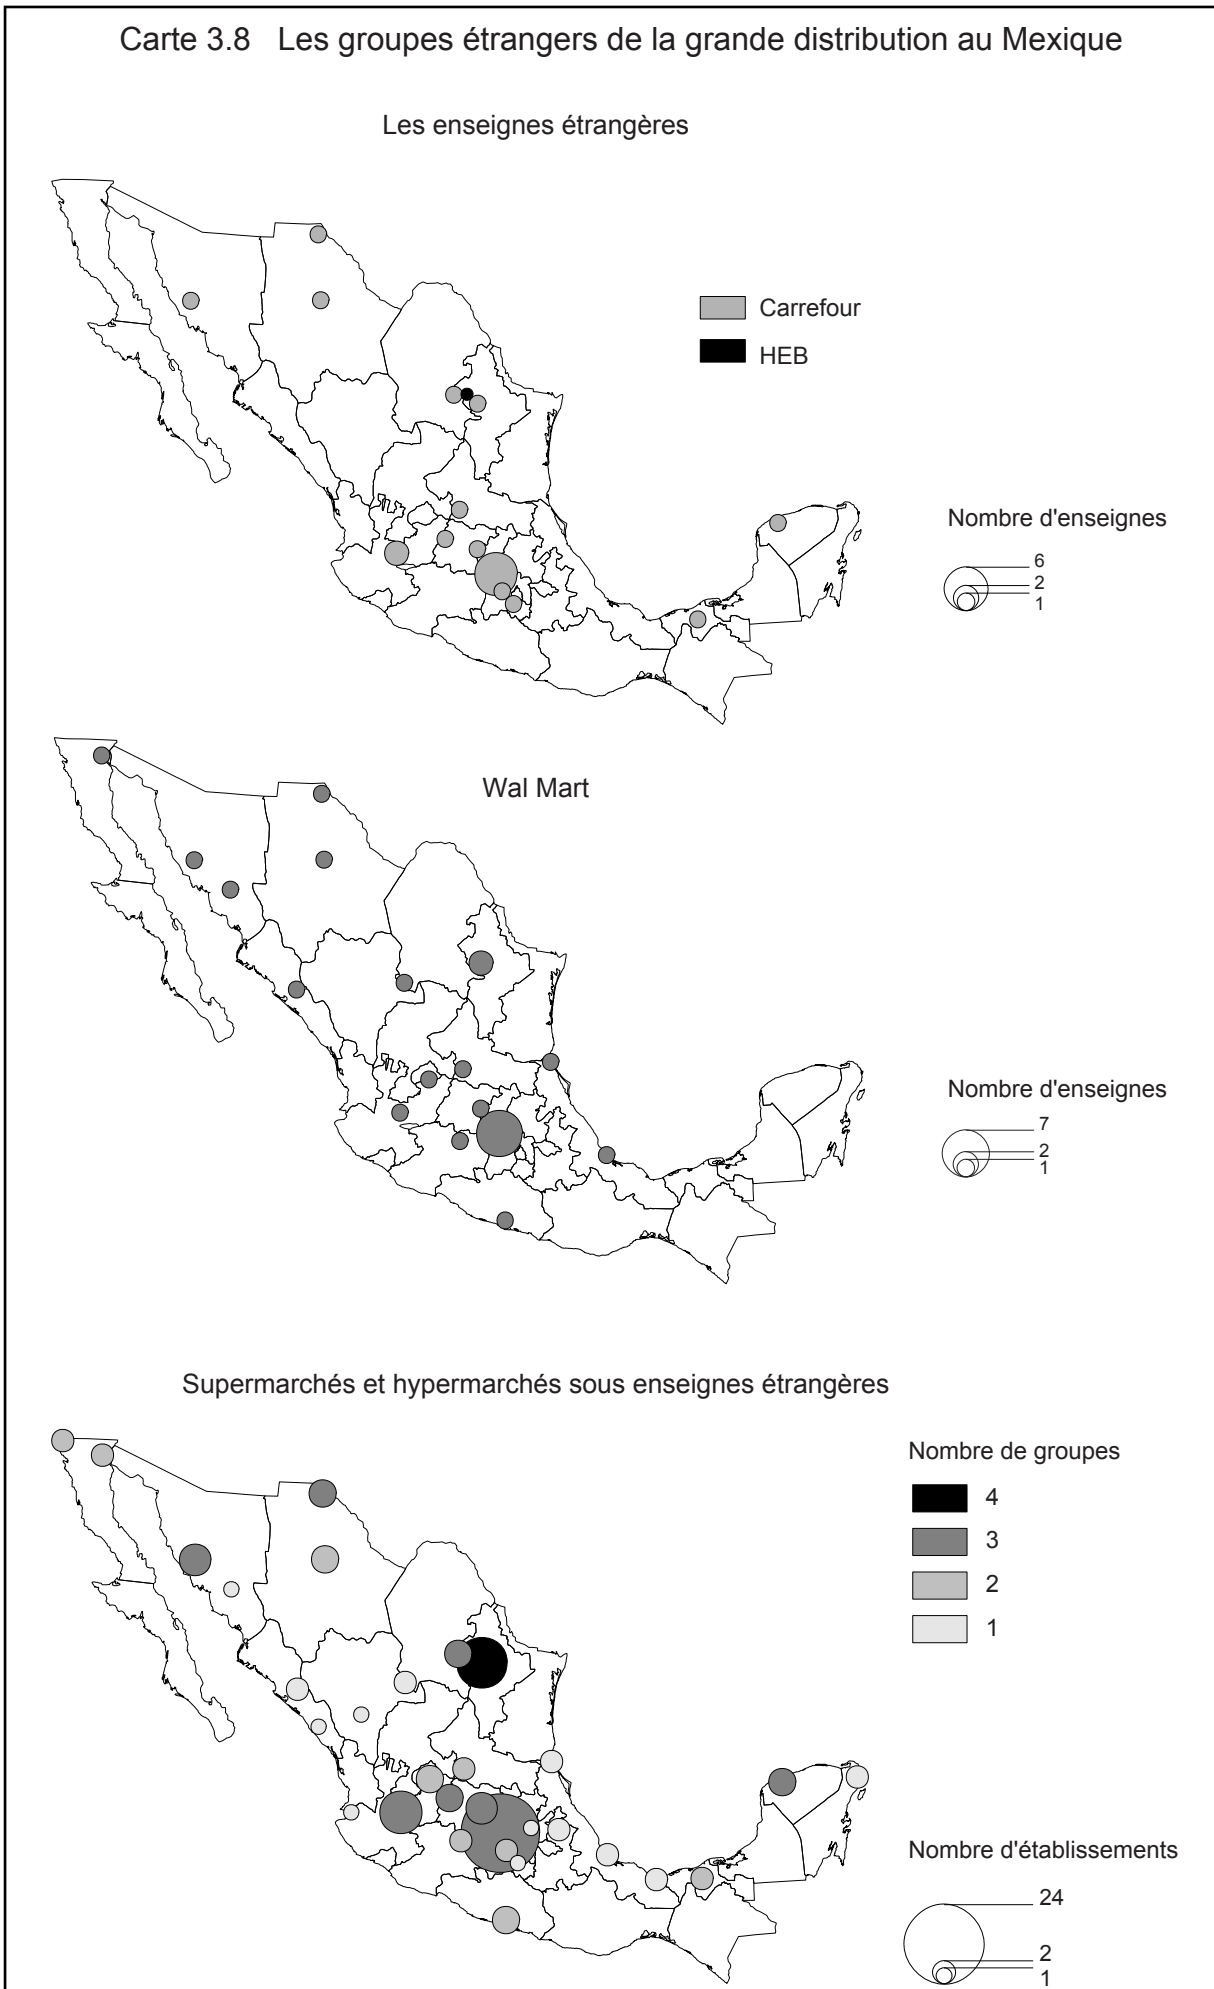 Carte 3.8 Les groupes étrangers de la grande distribution au Mexique
Les enseignes étrangères
Carrefour
HEB
Nombre d'enseignes
6
2
1
Wal Mart
Nombre d'enseignes
7
2
1
Supermarchés et hypermarchés sous enseignes étrangères
Nombre de groupes
4
3
2
1
Nombre d'établissements
24
2
1